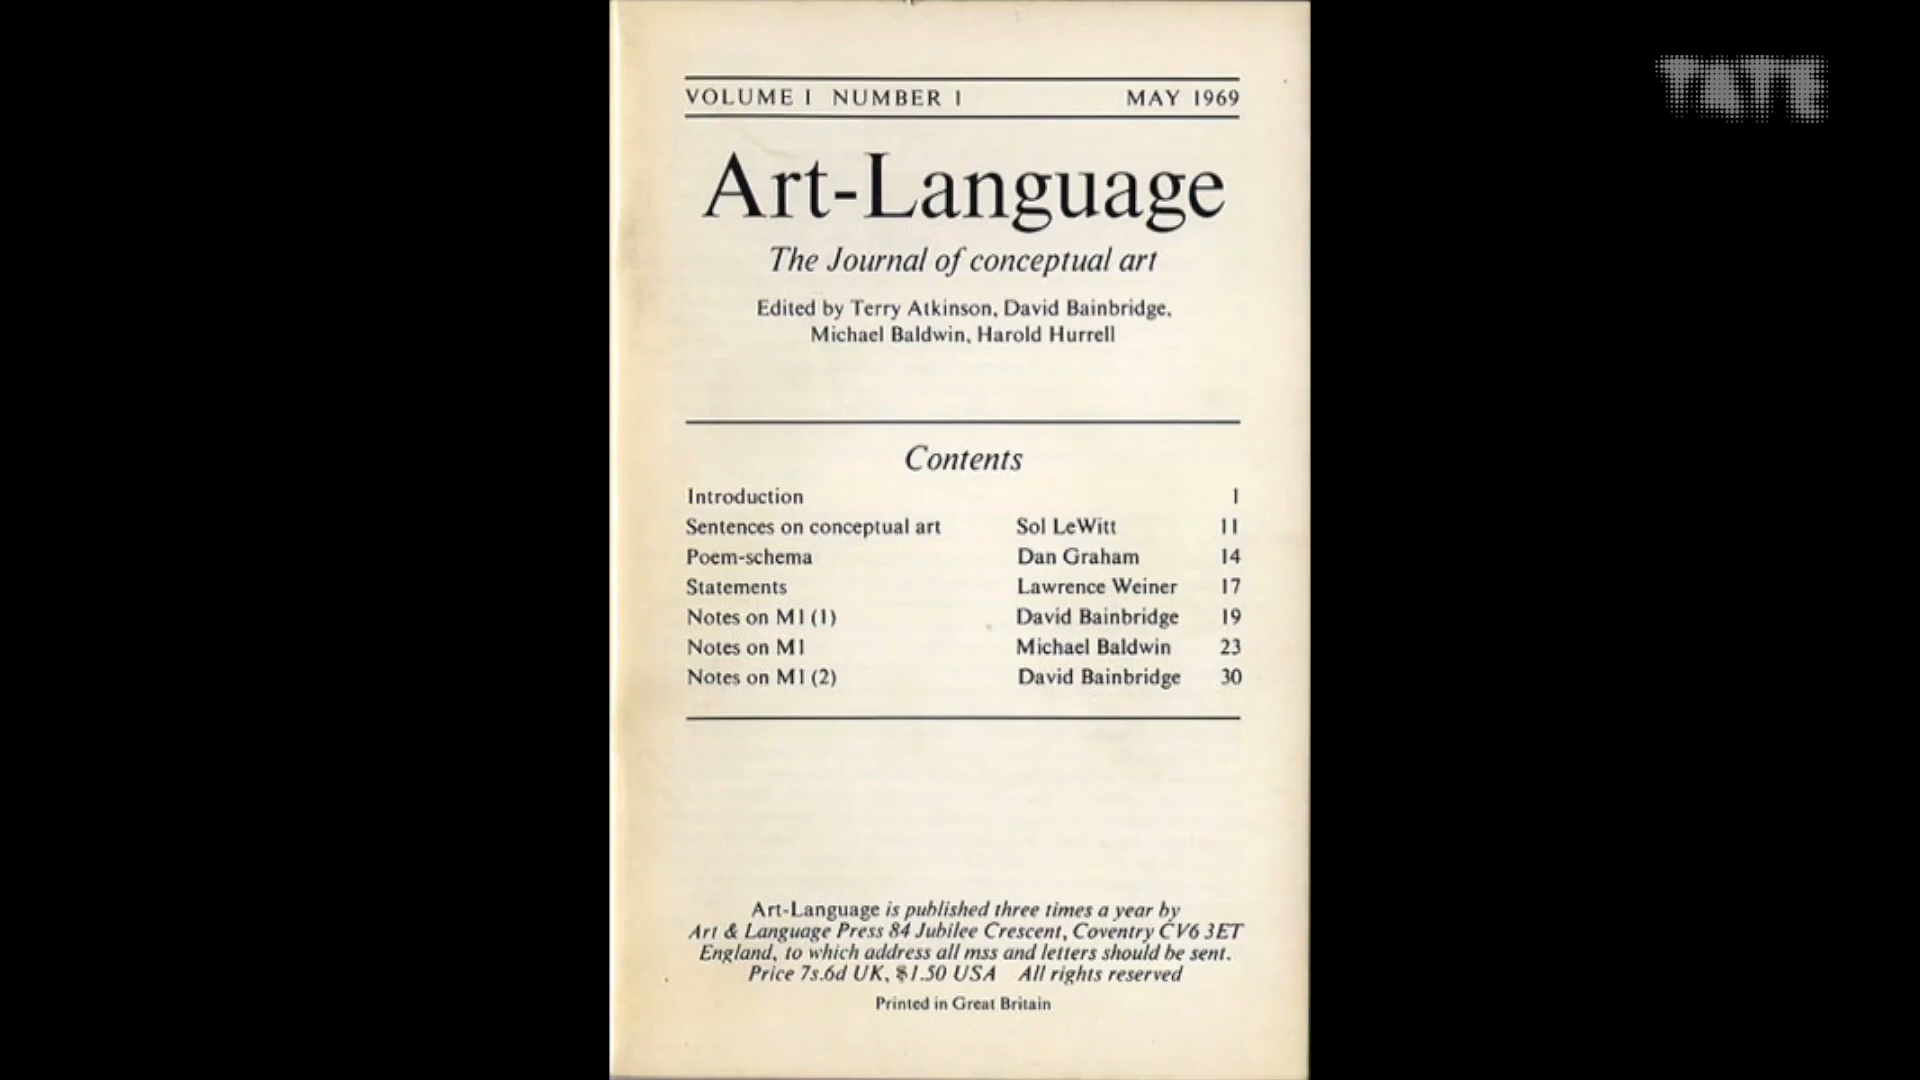 TATE
VOLUME 1 NUMBER 1 MAY 1969
Art-Language
The Journal of conceptual art
Edited by Terry Atkinson, David Bainbridge,
Michael Baldwin, Harold Hurrell
Contents
Introduction 1
Sentences on conceptual art Sol LeWitt 11
Poem-schema Dan Graham 14
Statements Lawrence Weiner 17
Notes on M1 (1) David Bainbridge 19
Notes on M1 Michael Baldwin 23
Notes on M1 (2) David Bainbridge 30
Art-Language is published three times a year by
Art & Language Press 84 Jubilee Crescent, Coventry CV6 3ET
England, to which address all mss and letters should be sent.
Price 7s.6d UK, $1.50 USA All rights reserved
Printed in Great Britain